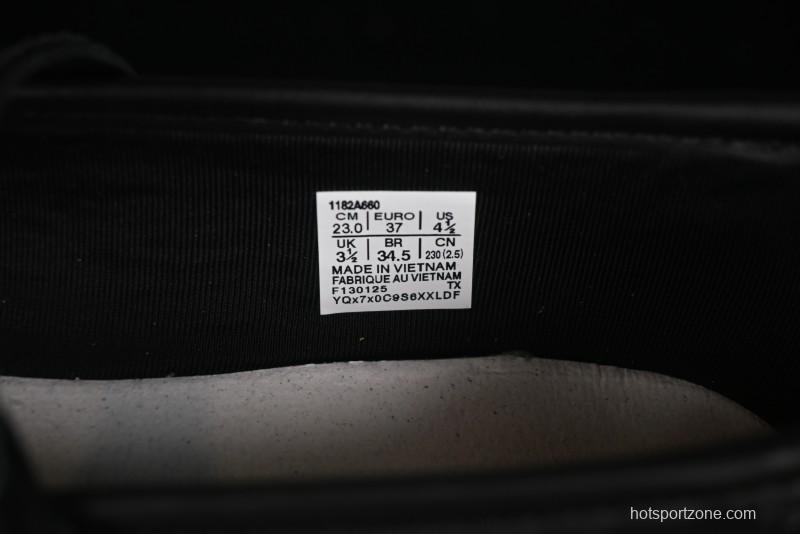 1182A660
CM | EURO | US
23.0 | 37 | 4½
UK | BR | CN
3½ | 34.5 | 230(2.5)
MADE IN VIETNAM
FABRIQUE AU VIETNAM
F130125 TX
YQx7x0C9S6XXLDF
hotsportzone.com